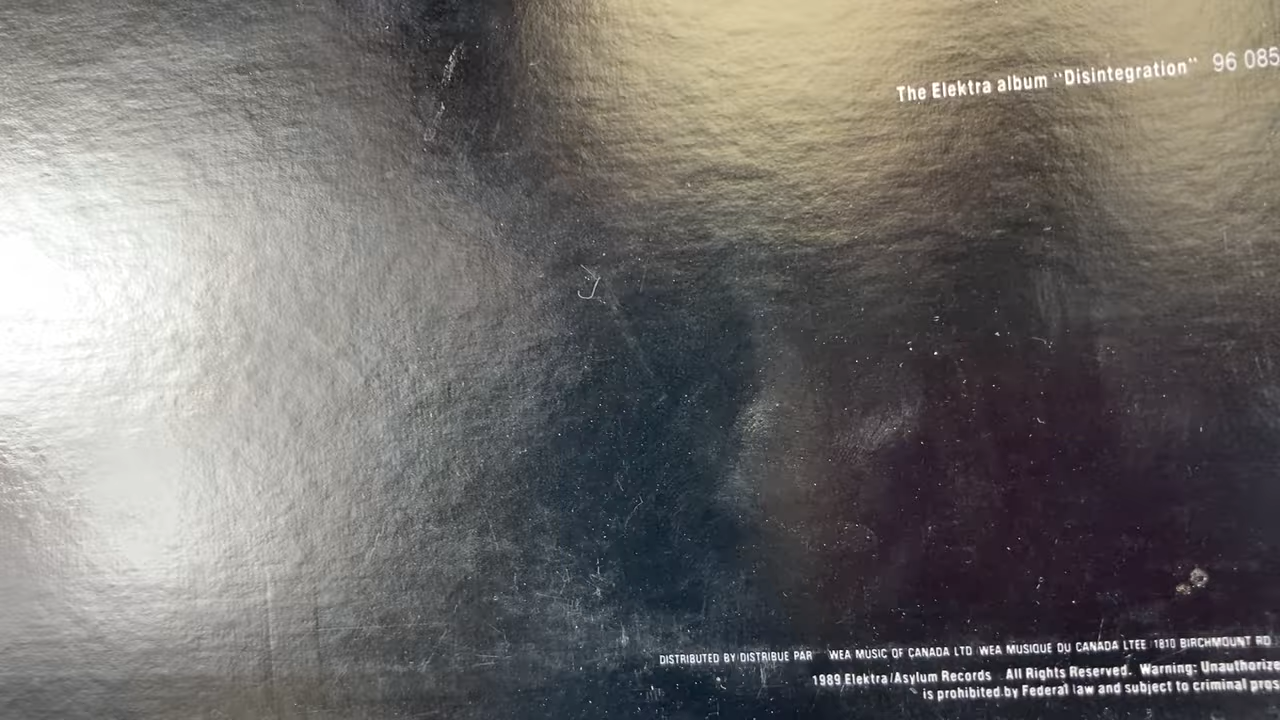 The Elektra album "Disintegration" 96 085
DISTRIBUTED BY/DISTRIBUE PAR WEA MUSIC OF CANADA LTD WEA MUSIQUE DU CANADA LTEE 1810 BIRCHMOUNT RD.
1989 Elektra/Asylum Records All Rights Reserved. Warning: Unauthorize
is prohibited by Federal law and subject to criminal pros